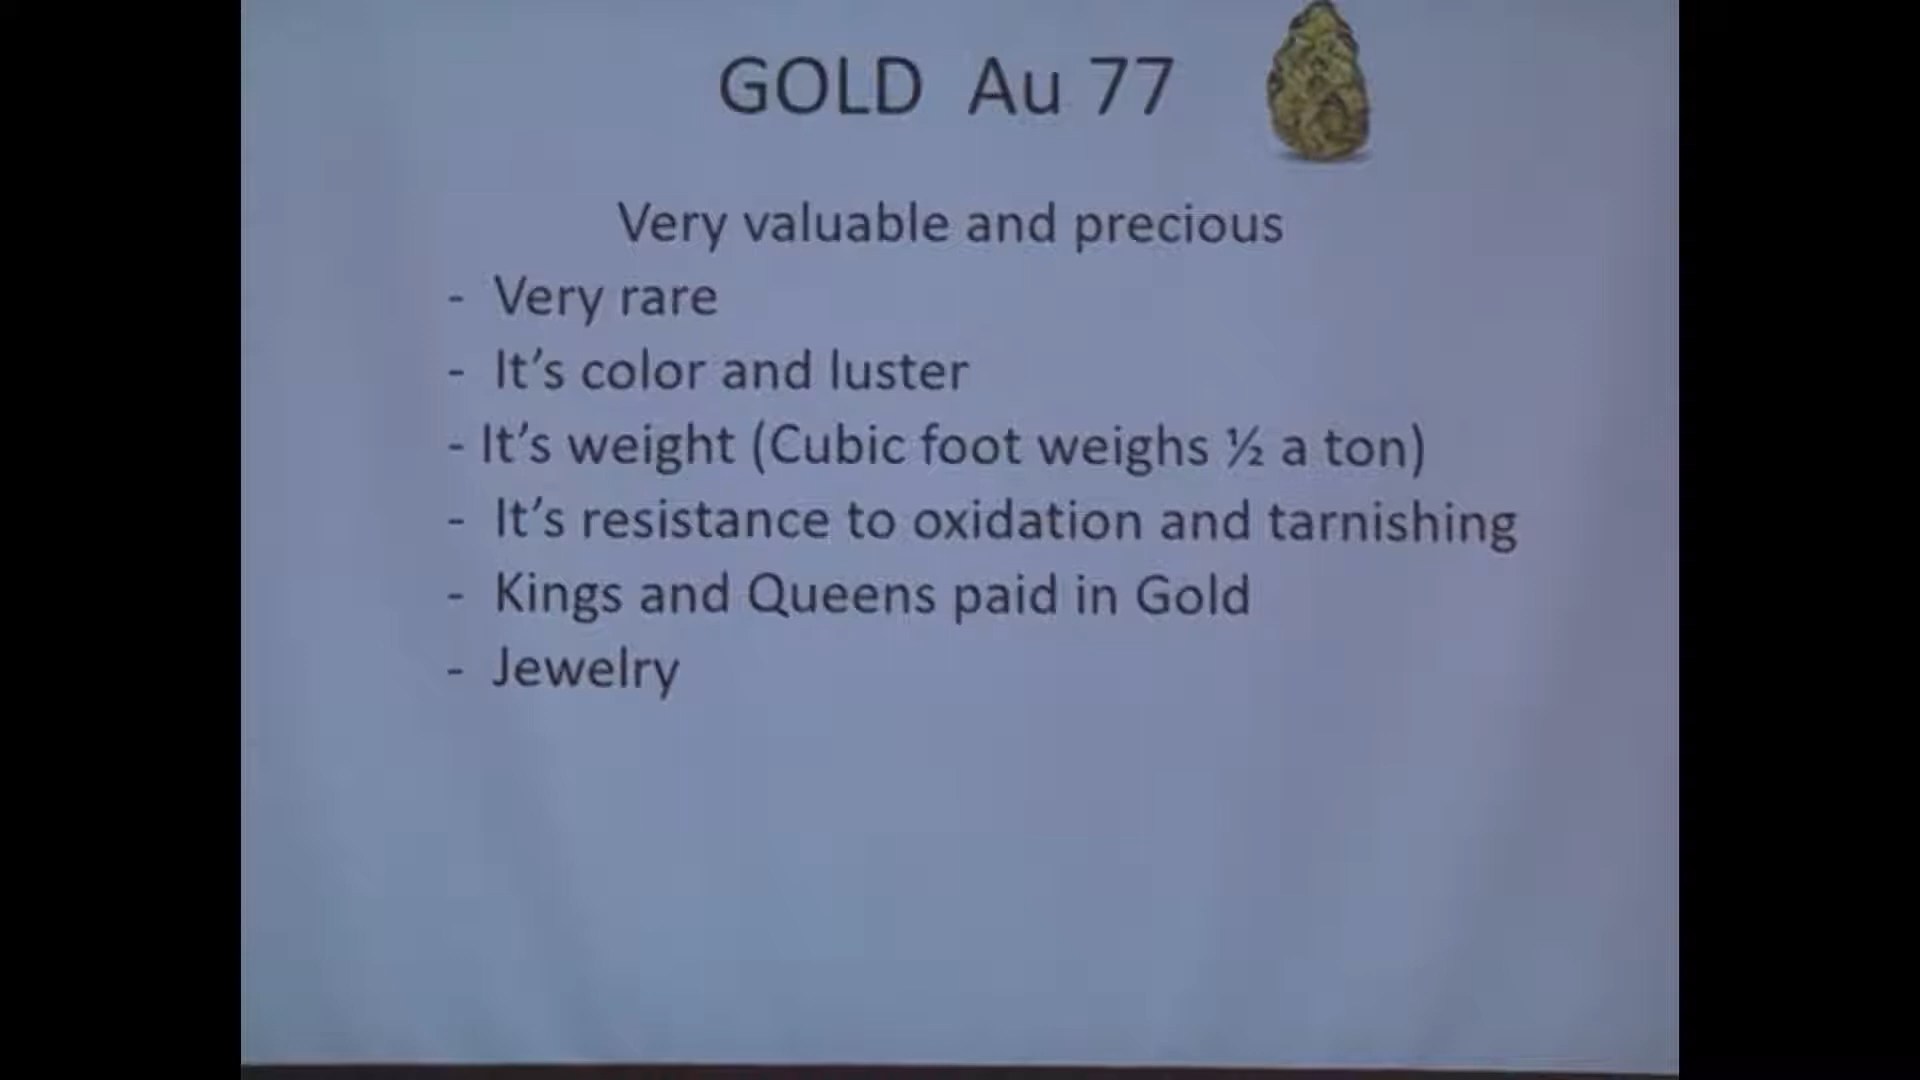 GOLD Au 77
Very valuable and precious
- Very rare
- It's color and luster
- It's weight (Cubic foot weighs ½ a ton)
- It's resistance to oxidation and tarnishing
- Kings and Queens paid in Gold
- Jewelry